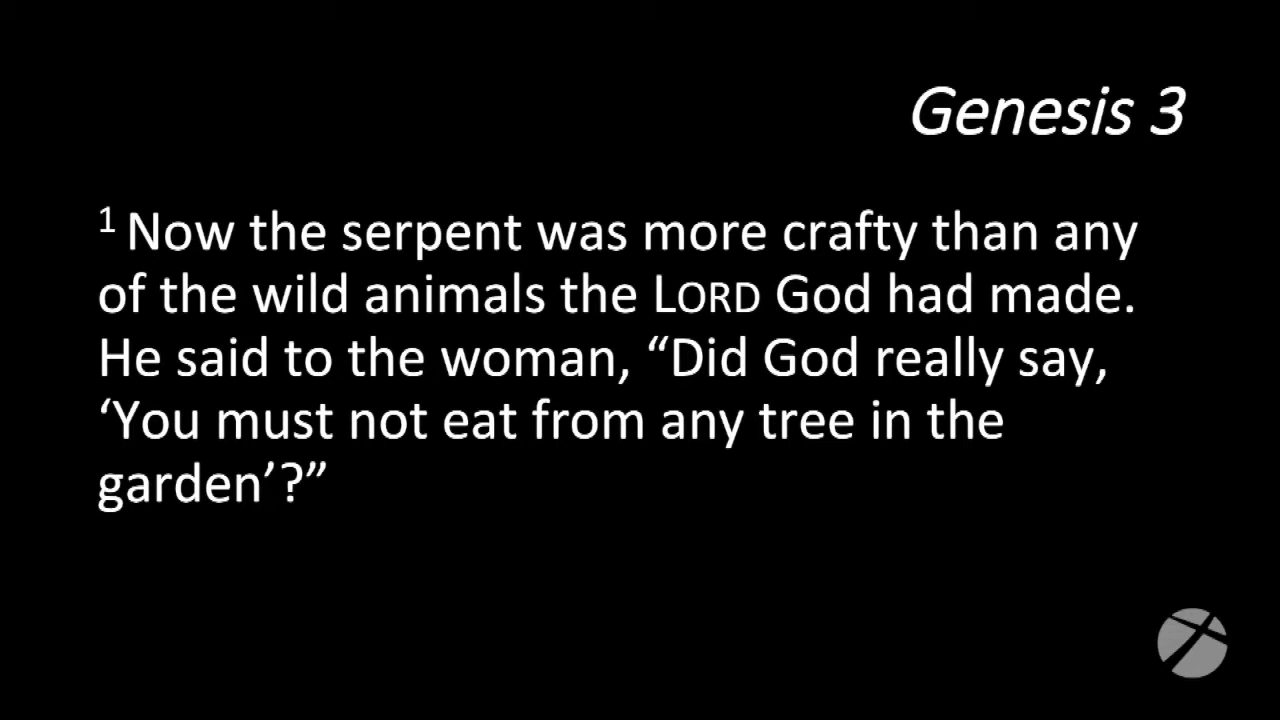 Genesis 3
1 Now the serpent was more crafty than any
of the wild animals the LORD God had made.
He said to the woman, “Did God really say,
‘You must not eat from any tree in the
garden’?”